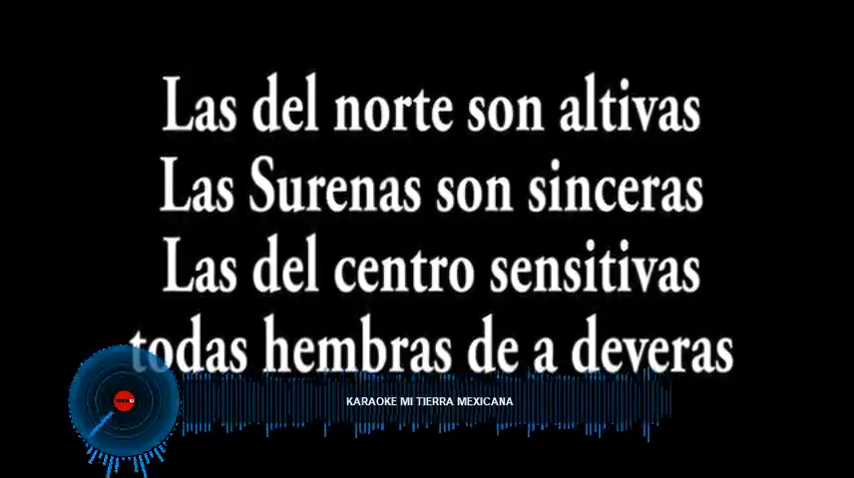 Las del norte son altivas
Las Surenas son sinceras
Las del centro sensitivas
todas hembras de a deveras
KARAOKE MI TIERRA MEXICANA